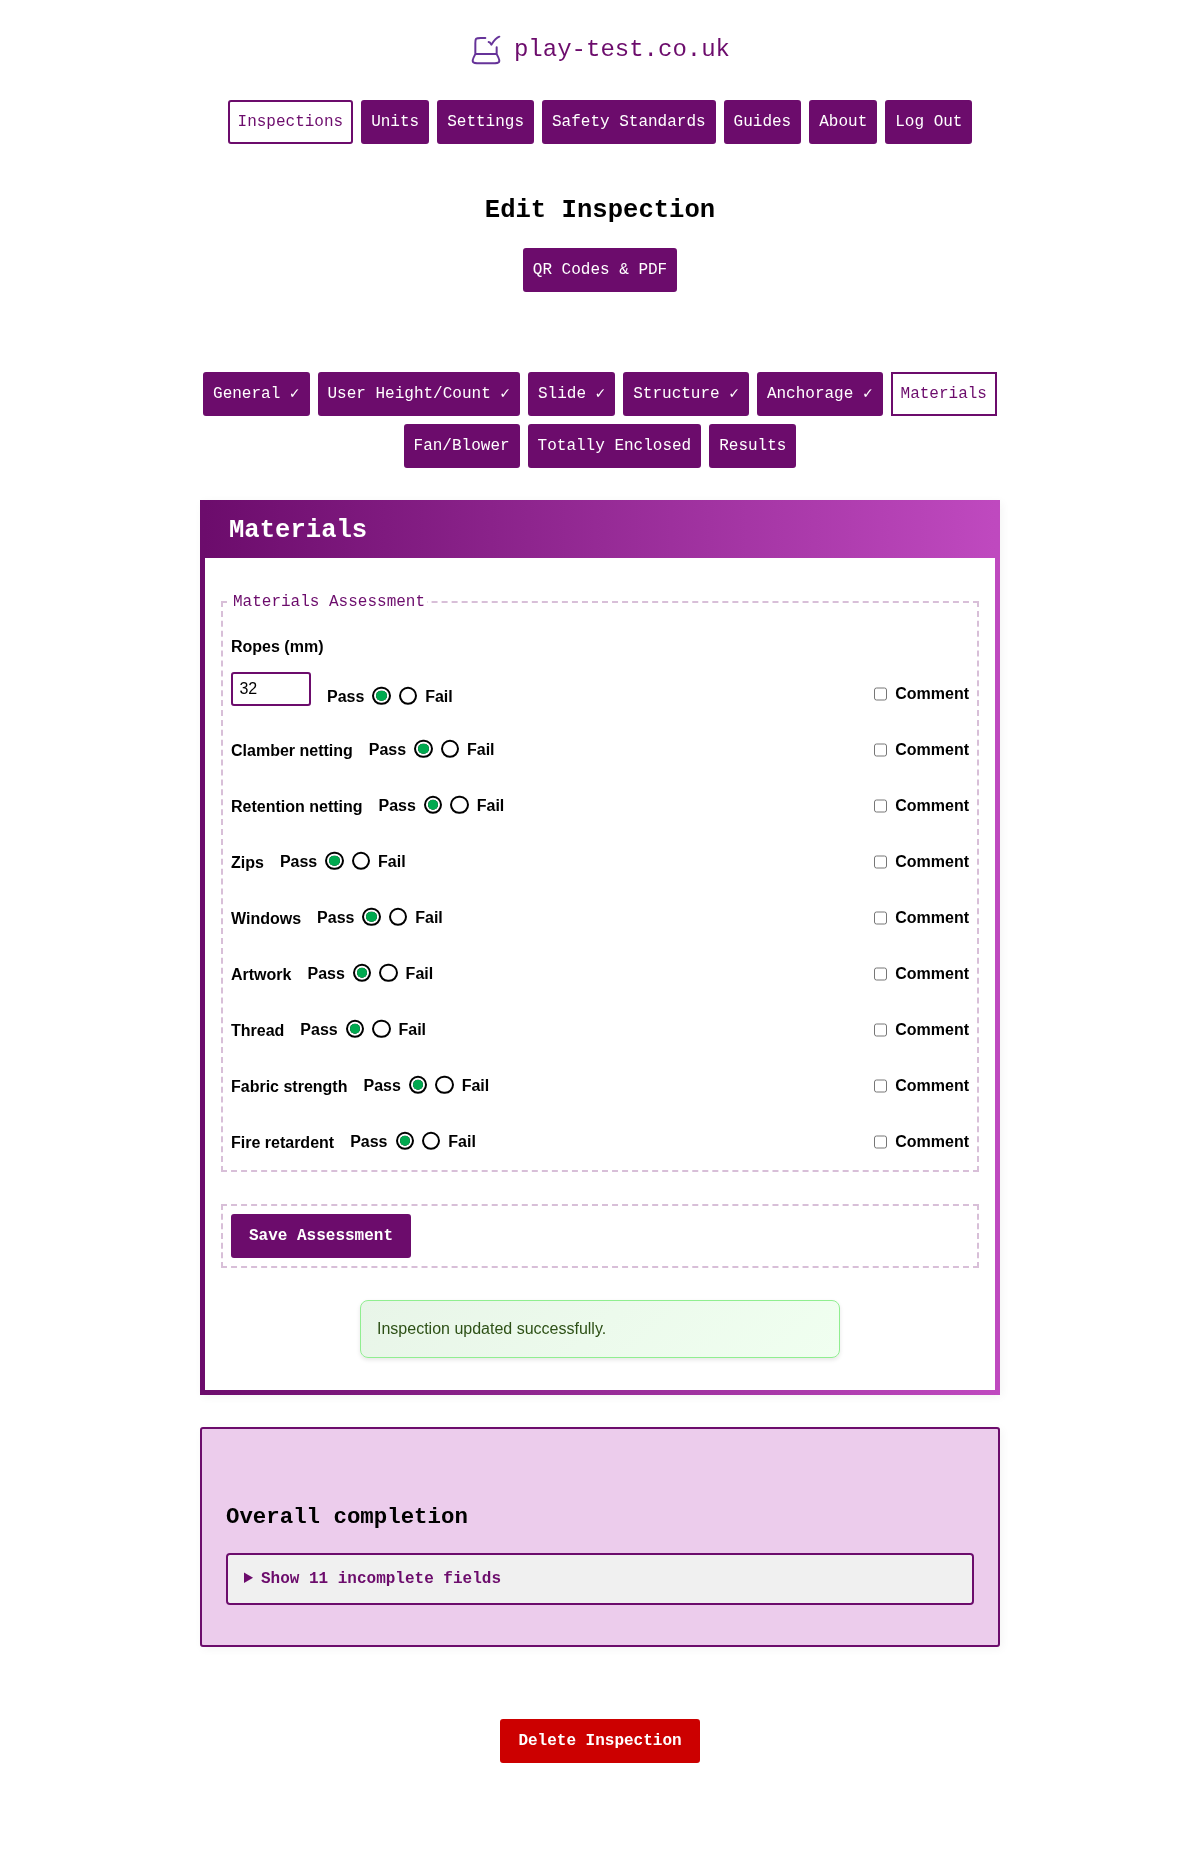 play-test.co.uk
Inspections Units Settings Safety Standards Guides About Log Out
Edit Inspection
QR Codes & PDF
General ✓ User Height/Count ✓ Slide ✓ Structure ✓ Anchorage ✓ Materials
Fan/Blower Totally Enclosed Results
Materials
Materials Assessment
Ropes (mm)
32 Pass Fail Comment
Clamber netting Pass Fail Comment
Retention netting Pass Fail Comment
Zips Pass Fail Comment
Windows Pass Fail Comment
Artwork Pass Fail Comment
Thread Pass Fail Comment
Fabric strength Pass Fail Comment
Fire retardent Pass Fail Comment
Save Assessment
Inspection updated successfully.
Overall completion
Show 11 incomplete fields
Delete Inspection